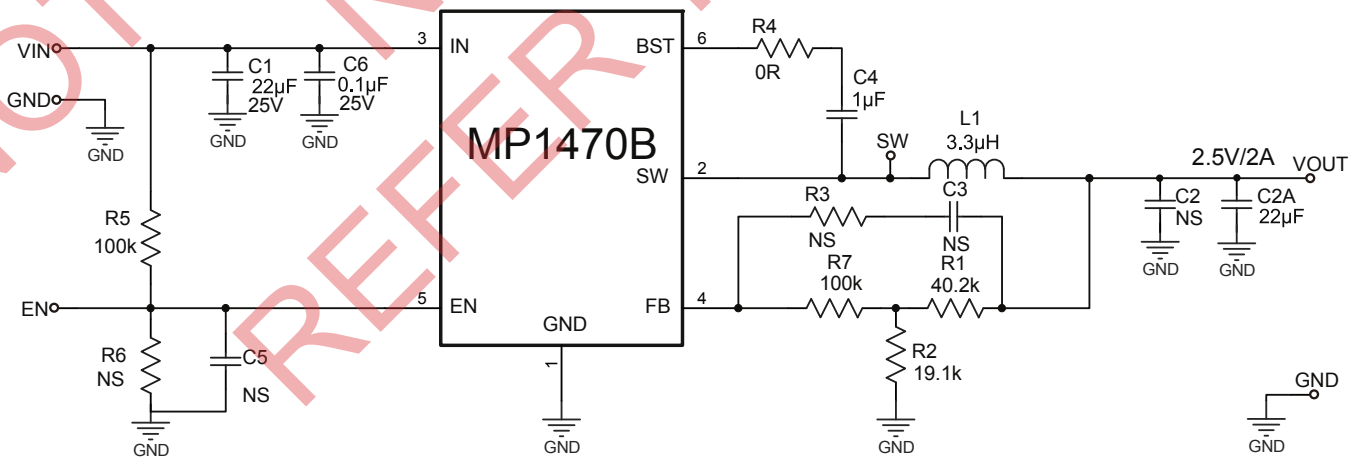 NOT
REFER
VIN
GND
GND
R5
100k
EN
R6
NS
C5
NS
GND
C1
22µF
25V
GND
C6
0.1µF
25V
GND
3
IN
MP1470B
BST
6
SW
2
5
EN
FB
4
GND
1
GND
R4
0R
C4
1µF
SW
L1
3.3µH
R3
NS
C3
NS
R7
100k
R1
40.2k
R2
19.1k
GND
2.5V/2A
VOUT
C2
NS
GND
C2A
22µF
GND
GND
GND